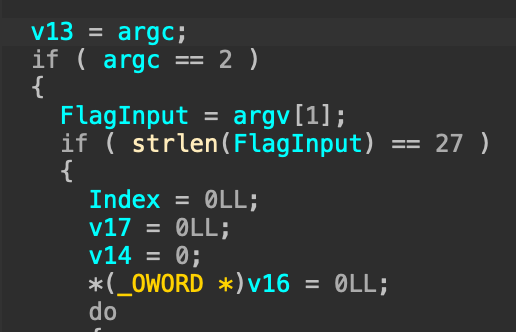 v13 = argc;
if ( argc == 2 )
{
FlagInput = argv[1];
if ( strlen(FlagInput) == 27 )
{
Index = 0LL;
v17 = 0LL;
v14 = 0;
*(_OWORD *)v16 = 0LL;
do
{